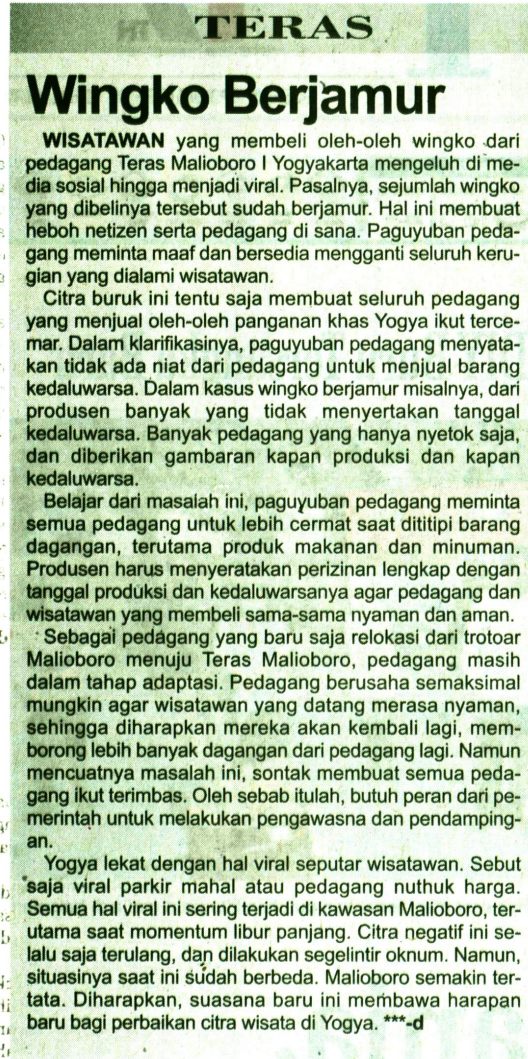 TERAS
Wingko Berjamur
WISATAWAN yang membeli oleh-oleh wingko dari
pedagang Teras Malioboro I Yogyakarta mengeluh di me-
dia sosial hingga menjadi viral. Pasalnya, sejumlah wingko
yang dibelinya tersebut sudah berjamur. Hal ini membuat
heboh netizen serta pedagang di sana. Paguyuban peda-
gang meminta maaf dan bersedia mengganti seluruh keru-
gian yang dialami wisatawan.
Citra buruk ini tentu saja membuat seluruh pedagang
yang menjual oleh-oleh panganan khas Yogya ikut terce-
mar. Dalam klarifikasinya, paguyuban pedagang menyata-
kan tidak ada niat dari pedagang untuk menjual barang
kedaluwarsa. Dalam kasus wingko berjamur misalnya, dari
produsen banyak yang tidak menyertakan tanggal
kedaluwarsa. Banyak pedagang yang hanya nyetok saja,
dan diberikan gambaran kapan produksi dan kapan
kedaluwarsa.
Belajar dari masalah ini, paguyuban pedagang meminta
semua pedagang untuk lebih cermat saat dititipi barang
dagangan, terutama produk makanan dan minuman.
Produsen harus menyeratakan perizinan lengkap dengan
tanggal produksi dan kedaluwarsanya agar pedagang dan
wisatawan yang membeli sama-sama nyaman dan aman.
Sebagai pedagang yang baru saja relokasi dari trotoar
Malioboro menuju Teras Malioboro, pedagang masih
dalam tahap adaptasi. Pedagang berusaha semaksimal
mungkin agar wisatawan yang datang merasa nyaman,
sehingga diharapkan mereka akan kembali lagi, mem-
borong lebih banyak dagangan dari pedagang lagi. Namun
mencuatnya masalah ini, sontak membuat semua peda-
gang ikut terimbas. Oleh sebab itulah, butuh peran dari pe-
merintah untuk melakukan pengawasna dan pendamping-
an.
Yogya lekat dengan hal viral seputar wisatawan. Sebut
saja viral parkir mahal atau pedagang nuthuk harga.
Semua hal viral ini sering terjadi di kawasan Malioboro, ter-
utama saat momentum libur panjang. Citra negatif ini se-
lalu saja terulang, dan dilakukan segelintir oknum. Namun,
situasinya saat ini sudah berbeda. Malioboro semakin ter-
tata. Diharapkan, suasana baru ini membawa harapan
baru bagi perbaikan citra wisata di Yogya. ***-d